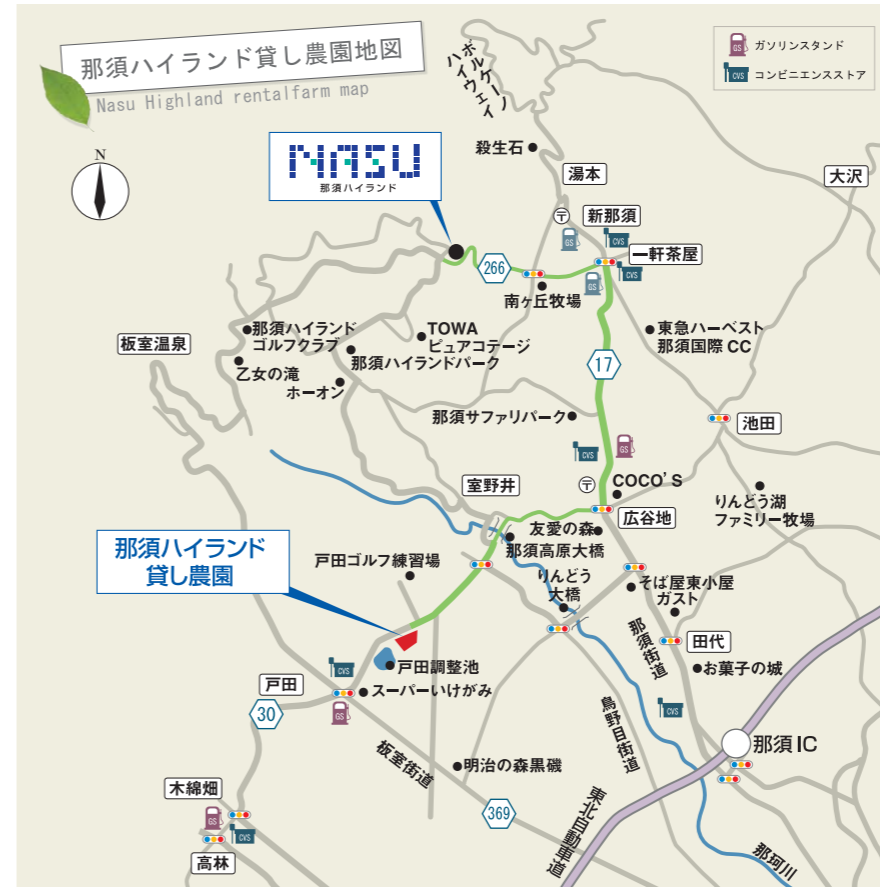 那須ハイランド貸し農園地図
Nasu Highland rentalfarm map
GS
ガソリンスタンド
CVS
コンビニエンスストア
N
ボルケーノ
ハイウェイ
殺生石
NASU
那須ハイランド
湯本
大沢
〒
新那須
GS
CVS
一軒茶屋
CVS
266
GS
南ヶ丘牧場
17
東急ハーベスト
那須国際CC
板室温泉
那須ハイランド
ゴルフクラブ
TOWA
ピュアコテージ
那須ハイランドパーク
乙女の滝
ホーオン
那須サファリパーク
池田
CVS
GS
〒
COCO'S
室野井
広谷地
りんどう湖
ファミリー牧場
友愛の森
那須高原大橋
那須ハイランド
貸し農園
戸田ゴルフ練習場
りんどう
大橋
そば屋東小屋
ガスト
那須街道
田代
お菓子の城
戸田調整池
CVS
戸田
スーパーいけがみ
30
GS
CVS
鳥野目街道
板室街道
那須IC
明治の森黒磯
木綿畑
GS
CVS
369
東北自動車道
高林
那珂川